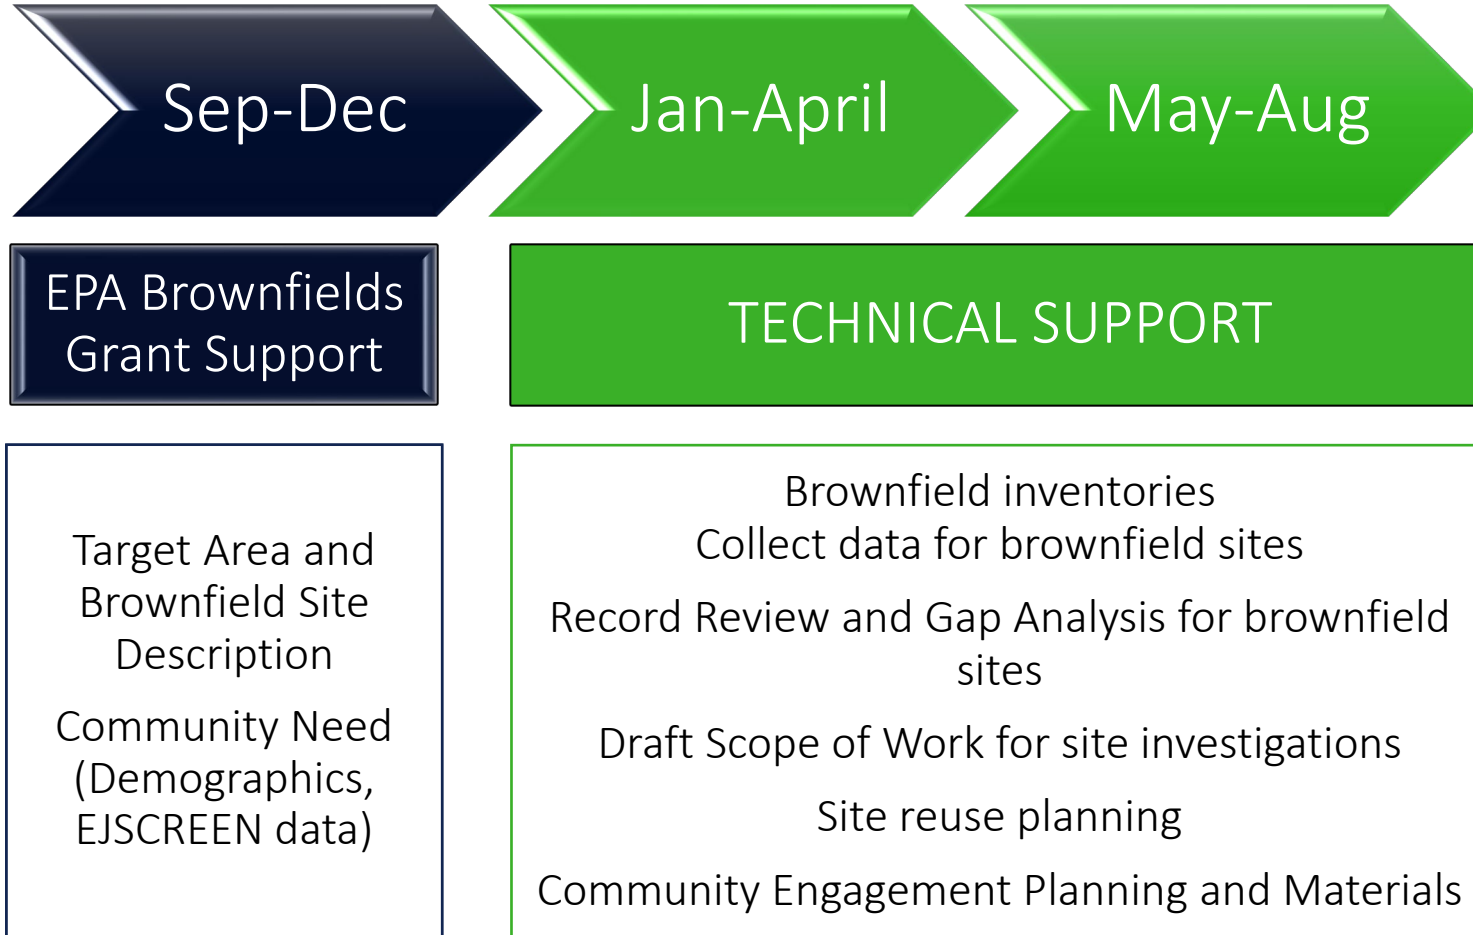 Sep-Dec
Jan-April
May-Aug
EPA Brownfields
Grant Support
TECHNICAL SUPPORT
Target Area and
Brownfield Site
Description
Community Need
(Demographics,
EJSCREEN data)
Brownfield inventories
Collect data for brownfield sites
Record Review and Gap Analysis for brownfield
sites
Draft Scope of Work for site investigations
Site reuse planning
Community Engagement Planning and Materials